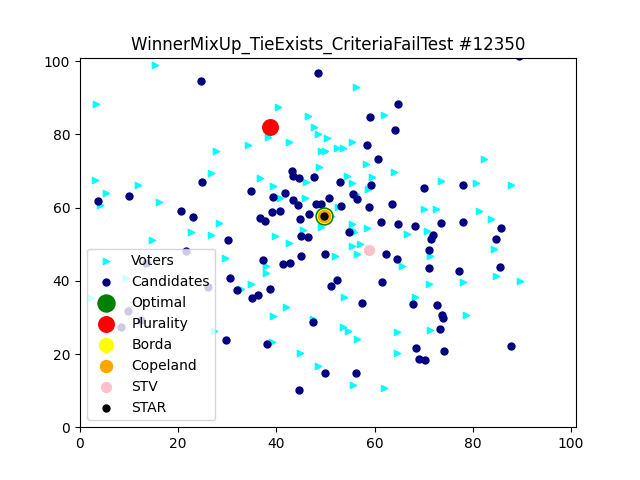 WinnerMixUp_TieExists_CriteriaFailTest #12350
100
80
60
40
20
0
0
20
40
60
80
100
Voters
Candidates
Optimal
Plurality
Borda
Copeland
STV
STAR